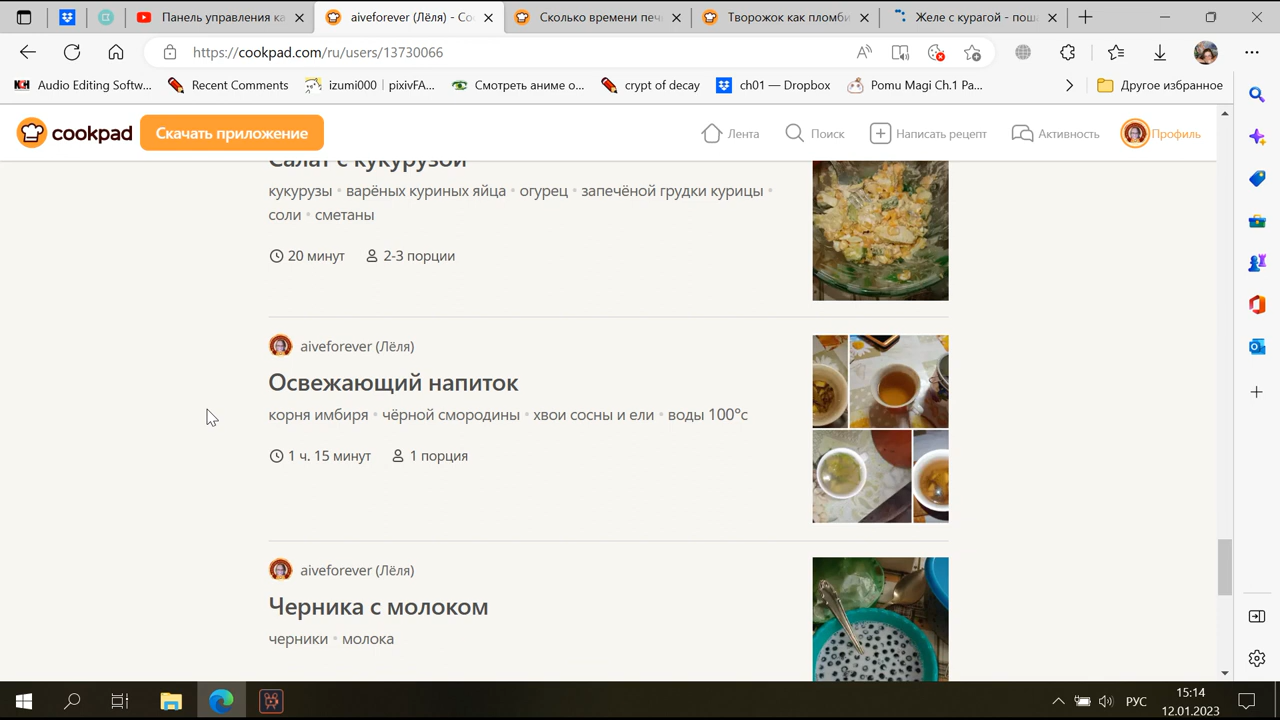 Панель управления ка
aiveforever (Лёля) - Co
Сколько времени печ
Творожок как пломби
Желе с курагой - пош
https://cookpad.com/ru/users/13730066
Audio Editing Softw...
Recent Comments
izumi000 | pixivFA...
Смотреть аниме о...
crypt of decay
ch01 — Dropbox
Pomu Magi Ch.1 Pa...
Другое избранное
cookpad
Скачать приложение
Лента
Поиск
Написать рецепт
Активность
Профиль
Салат с кукурузой
кукурузы • варёных куриных яйца • огурец • запечёной грудки курицы •
соли • сметаны
20 минут
2-3 порции
aiveforever (Лёля)
Освежающий напиток
корня имбиря • чёрной смородины • хвои сосны и ели • воды 100°с
1 ч. 15 минут
1 порция
aiveforever (Лёля)
Черника с молоком
черники • молока
РУС
15:14
12.01.2023